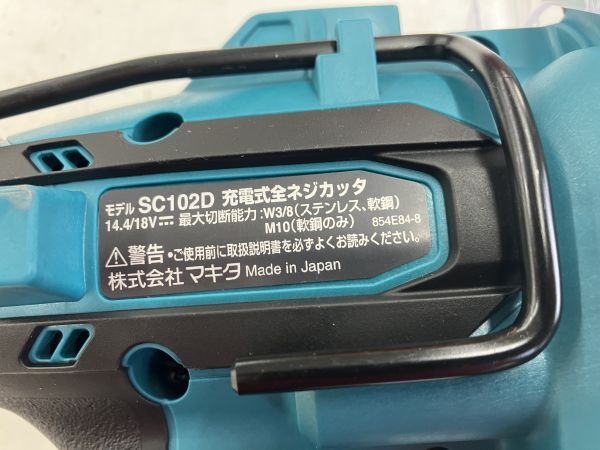 モデル SC102D 充電式全ネジカッタ
14.4/18V⎓ 最大切断能力:W3/8(ステンレス、軟鋼)
M10(軟鋼のみ) 854E84-8
⚠警告・ご使用前に取扱説明書を必ずよくお読みください。
株式会社 マキタ Made in Japan